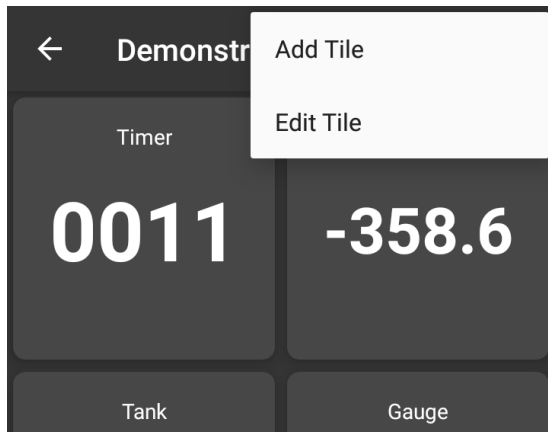 Demonstr
Add Tile
Edit Tile
Timer
0011
-358.6
Tank
Gauge